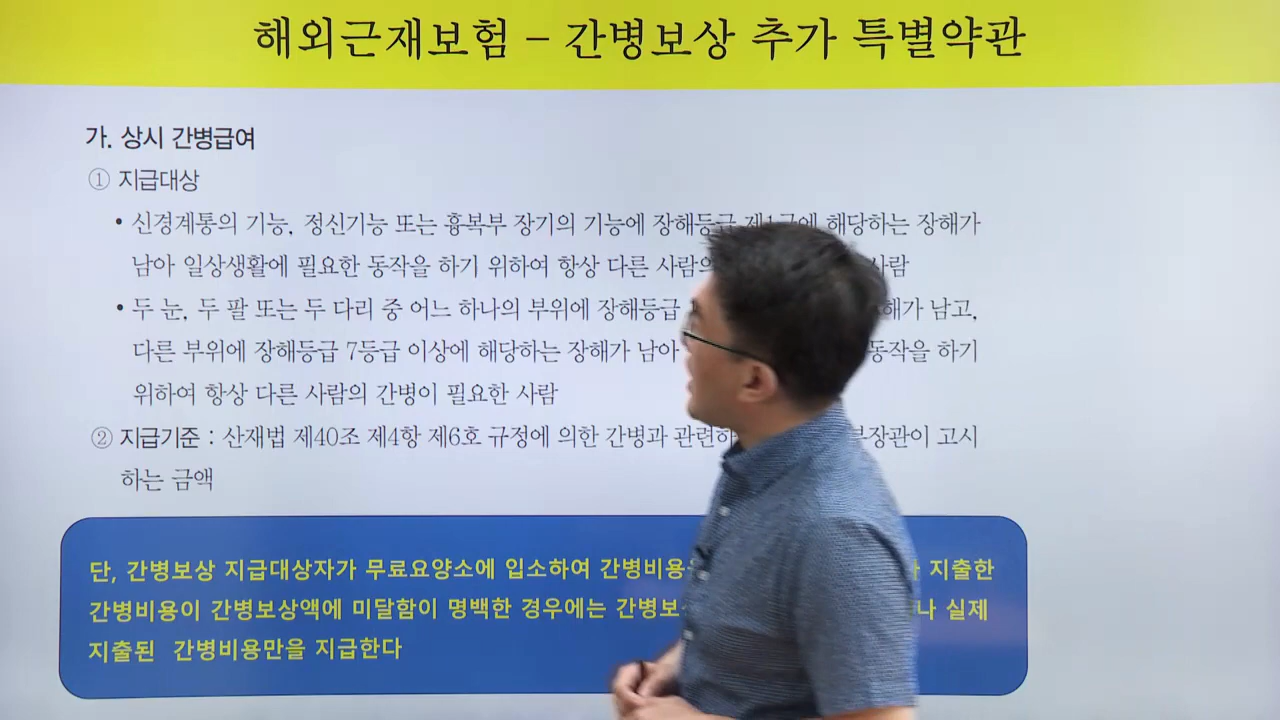 해외근재보험 - 간병보상 추가 특별약관
가. 상시 간병급여
① 지급대상
• 신경계통의 기능, 정신기능 또는 흉복부 장기의 기능에 장해등급 제1급에 해당하는 장해가
남아 일상생활에 필요한 동작을 하기 위하여 항상 다른 사람의 사람
• 두 눈, 두 팔 또는 두 다리 중 어느 하나의 부위에 장해등급 남고,
다른 부위에 장해등급 7등급 이상에 해당하는 장해가 남아 동작을 하기
위하여 항상 다른 사람의 간병이 필요한 사람
② 지급기준 : 산재법 제40조 제4항 제6호 규정에 의한 간병과 고시
하는 금액
단, 간병보상 지급대상자가 무료요양소에 입소하여 지출한
간병비용이 간병보상액에 미달함이 명백한 경우에는 실제
지출된 간병비용만을 지급한다